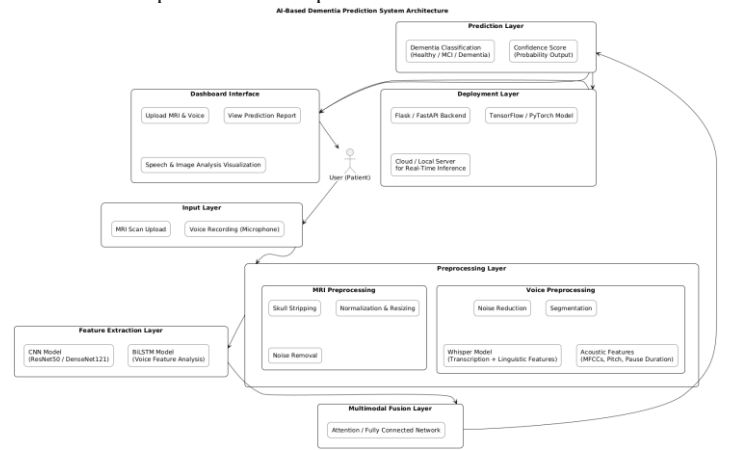 AI-Based Dementia Prediction System Architecture
Prediction Layer
Dementia Classification
(Healthy / MCI / Dementia)
Confidence Score
(Probability Output)
Dashboard Interface
Upload MRI & Voice
View Prediction Report
Speech & Image Analysis Visualization
Deployment Layer
Flask / FastAPI Backend
TensorFlow / PyTorch Model
Cloud / Local Server
for Real-Time Inference
User (Patient)
Input Layer
MRI Scan Upload
Voice Recording (Microphone)
Preprocessing Layer
MRI Preprocessing
Skull Stripping
Normalization & Resizing
Noise Removal
Voice Preprocessing
Noise Reduction
Segmentation
Whisper Model
(Transcription + Linguistic Features)
Acoustic Features
(MFCCs, Pitch, Pause Duration)
Feature Extraction Layer
CNN Model
(ResNet50 / DenseNet121)
BiLSTM Model
(Voice Feature Analysis)
Multimodal Fusion Layer
Attention / Fully Connected Network